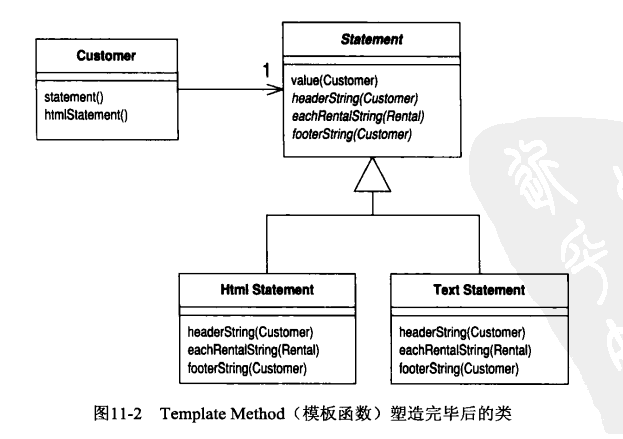 Customer
statement()
htmlStatement()
1
Statement
value(Customer)
headerString(Customer)
eachRentalString(Rental)
footerString(Customer)
Html Statement
headerString(Customer)
eachRentalString(Rental)
footerString(Customer)
Text Statement
headerString(Customer)
eachRentalString(Rental)
footerString(Customer)
图11-2 Template Method（模板函数）塑造完毕后的类